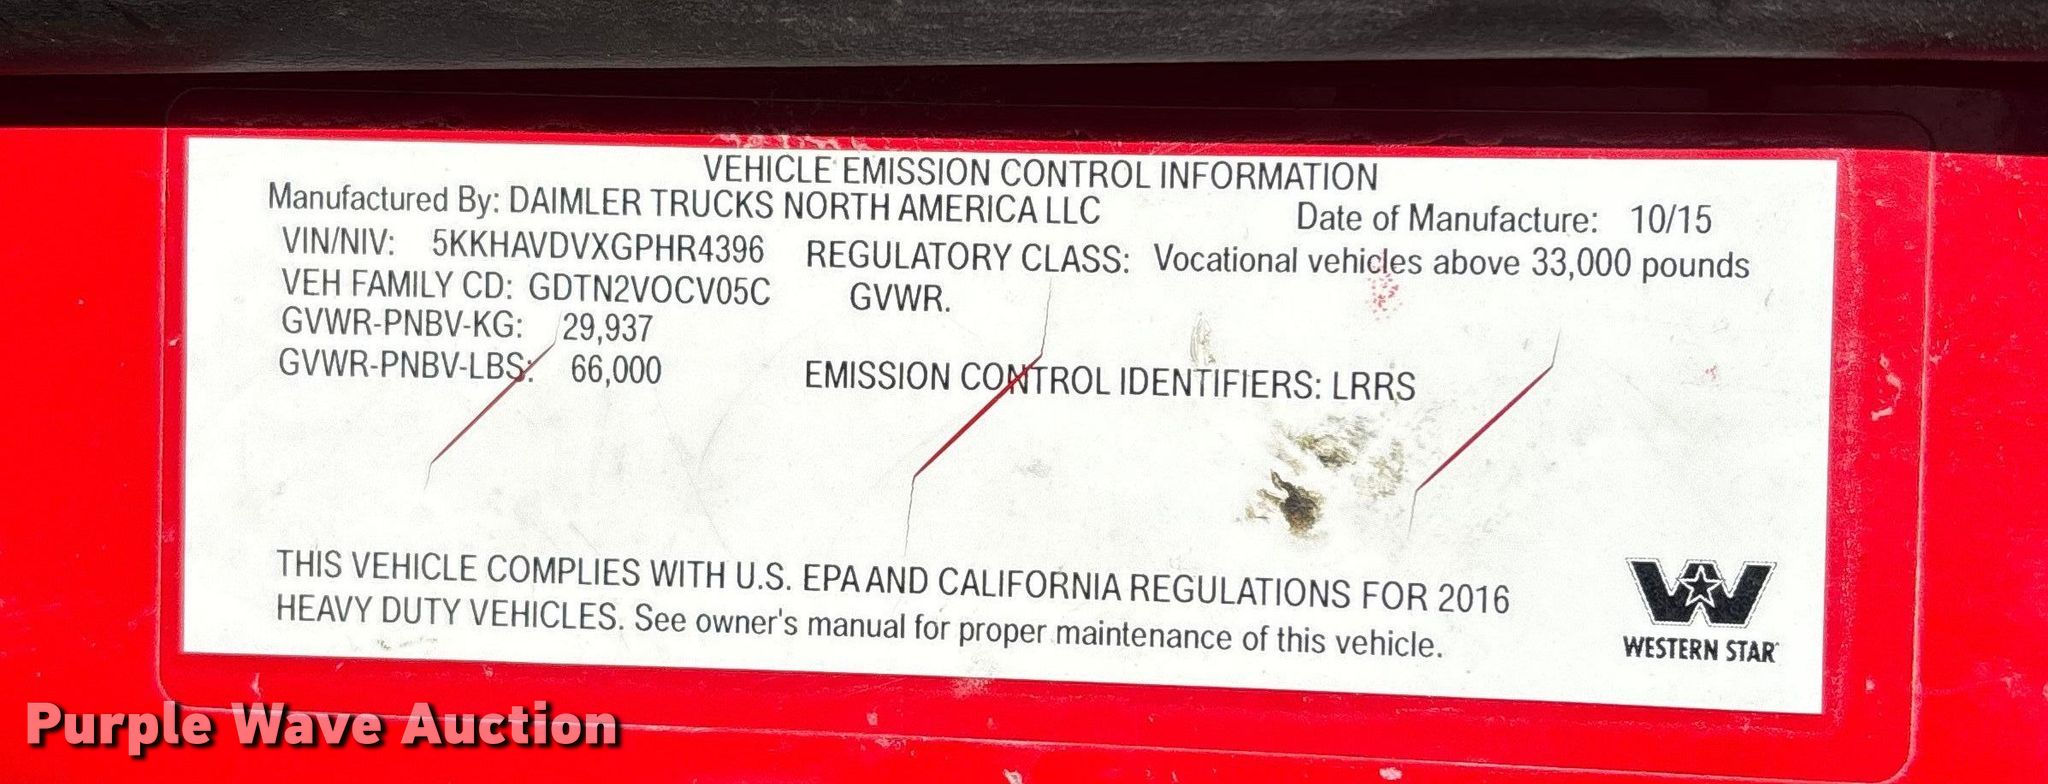 VEHICLE EMISSION CONTROL INFORMATION
Manufactured By: DAIMLER TRUCKS NORTH AMERICA LLC Date of Manufacture: 10/15
VIN/NIV: 5KKHAVDVXGPHR4396 REGULATORY CLASS: Vocational vehicles above 33,000 pounds
VEH FAMILY CD: GDTN2VOCV05C GVWR.
GVWR-PNBV-KG: 29,937
GVWR-PNBV-LBS: 66,000 EMISSION CONTROL IDENTIFIERS: LRRS
THIS VEHICLE COMPLIES WITH U.S. EPA AND CALIFORNIA REGULATIONS FOR 2016
HEAVY DUTY VEHICLES. See owner's manual for proper maintenance of this vehicle.
WESTERN STAR
Purple Wave Auction